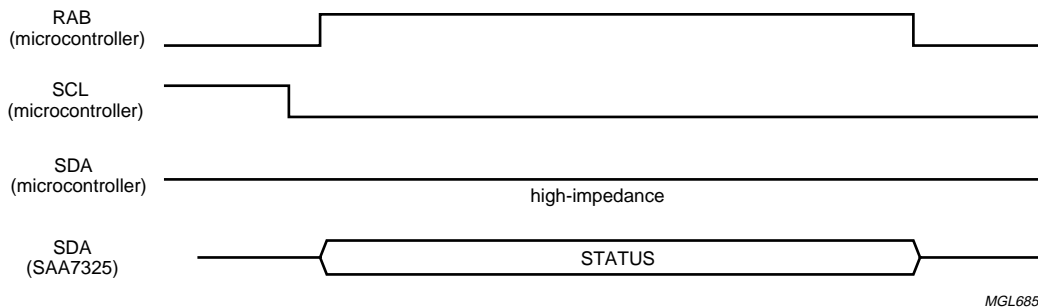 RAB
(microcontroller)
SCL
(microcontroller)
SDA
(microcontroller)
high-impedance
SDA
(SAA7325)
STATUS
MGL685